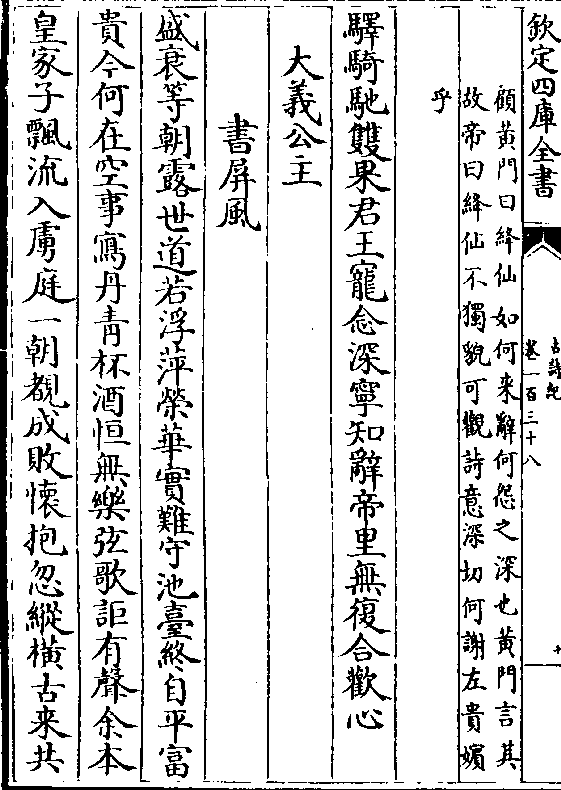 欽定四庫全書
古詩紀
卷一百三十八
顧黃門曰絳仙如何来辭何怨之深也黃門言其
故帝曰絳仙不獨貌可觀詩意深切何謝左貴嬪
乎
驛騎馳雙果君王寵念深寧知辭帝里無復合歡心
大義公主
書屏風
盛衰等朝露世道若浮萍榮華實難守池臺終自平富
貴今何在空事寫丹青杯酒恒無樂弦歌詎有聲余本
皇家子飄流入虜庭一朝覩成敗懷抱忽縱橫古来共